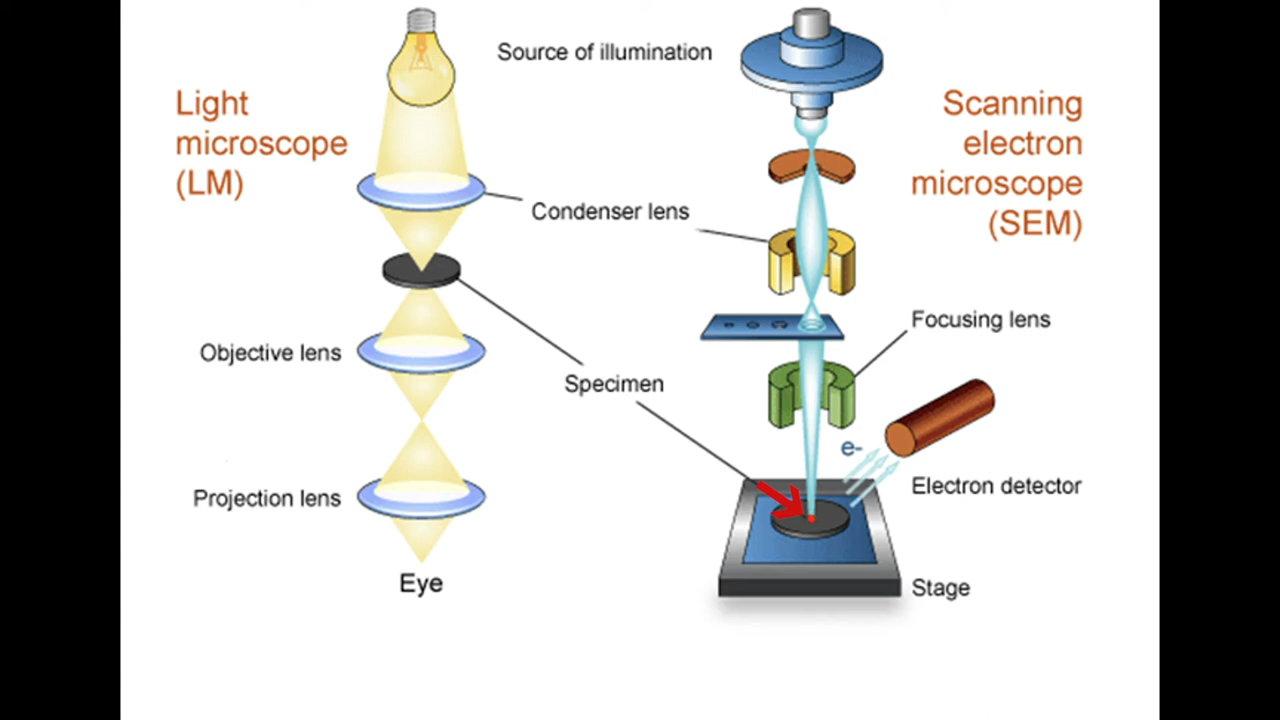 Source of illumination
Light
microscope
(LM)
Scanning
electron
microscope
(SEM)
Condenser lens
Focusing lens
Objective lens
Specimen
e-
Electron detector
Projection lens
Eye
Stage